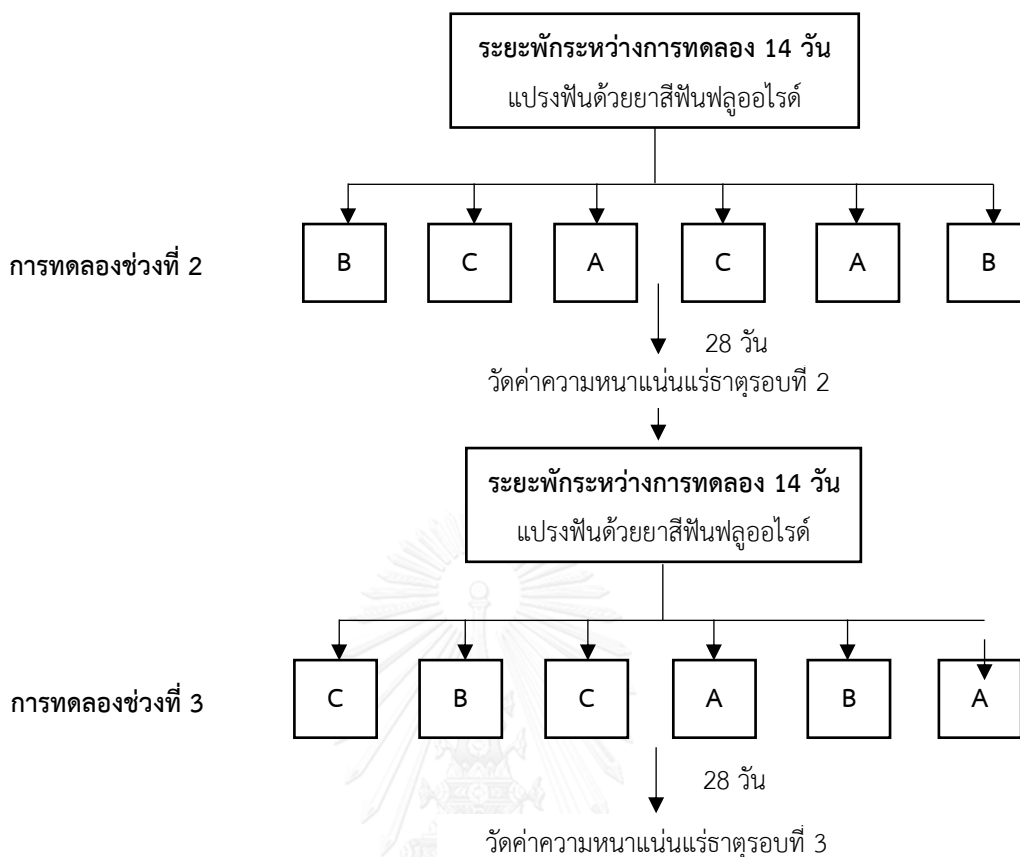 ระยะพักระหว่างการทดลอง 14 วัน
แปรงฟันด้วยยาสีฟันฟลูออไรด์
การทดลองช่วงที่ 2
B C A C A B
28 วัน
วัดค่าความหนาแน่นแร่ธาตุรอบที่ 2
ระยะพักระหว่างการทดลอง 14 วัน
แปรงฟันด้วยยาสีฟันฟลูออไรด์
การทดลองช่วงที่ 3
C B C A B A
28 วัน
วัดค่าความหนาแน่นแร่ธาตุรอบที่ 3